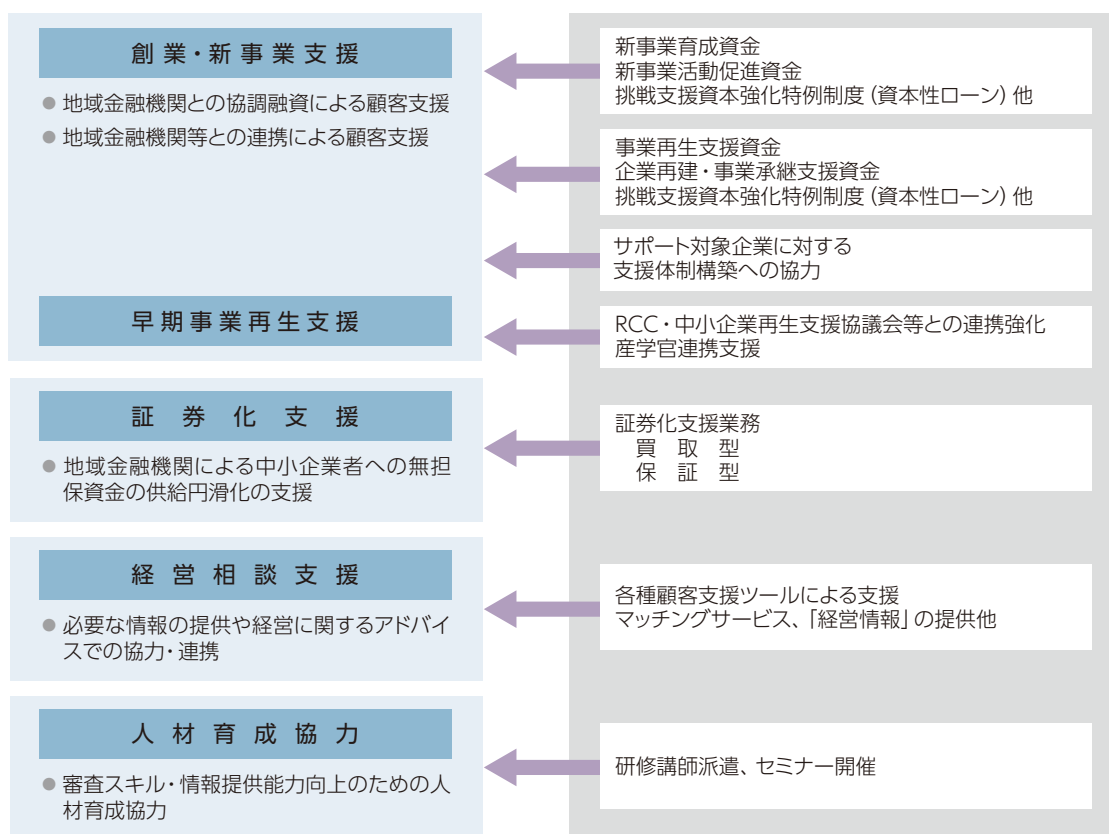 創業・新事業支援
● 地域金融機関との協調融資による顧客支援
● 地域金融機関等との連携による顧客支援
早期事業再生支援
新事業育成資金
新事業活動促進資金
挑戦支援資本強化特例制度(資本性ローン)他
事業再生支援資金
企業再建・事業承継支援資金
挑戦支援資本強化特例制度(資本性ローン)他
サポート対象企業に対する
支援体制構築への協力
RCC・中小企業再生支援協議会等との連携強化
産学官連携支援
証券化支援
● 地域金融機関による中小企業者への無担
保資金の供給円滑化の支援
証券化支援業務
買取型
保証型
経営相談支援
● 必要な情報の提供や経営に関するアドバイ
スでの協力・連携
各種顧客支援ツールによる支援
マッチングサービス、「経営情報」の提供他
人材育成協力
● 審査スキル・情報提供能力向上のための人
材育成協力
研修講師派遣、セミナー開催